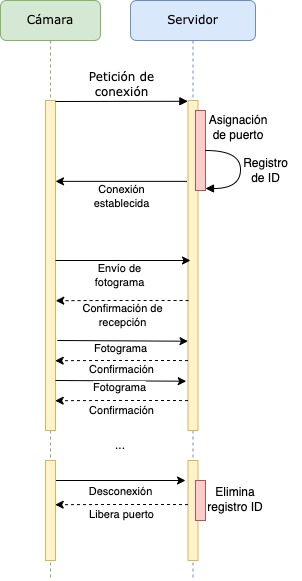 Cámara
Servidor
Petición de
conexión
Asignación
de puerto
Registro
de ID
Conexión
establecida
Envío de
fotograma
Confirmación de
recepción
Fotograma
Confirmación
Fotograma
Confirmación
...
Desconexión
Elimina
registro ID
Libera puerto